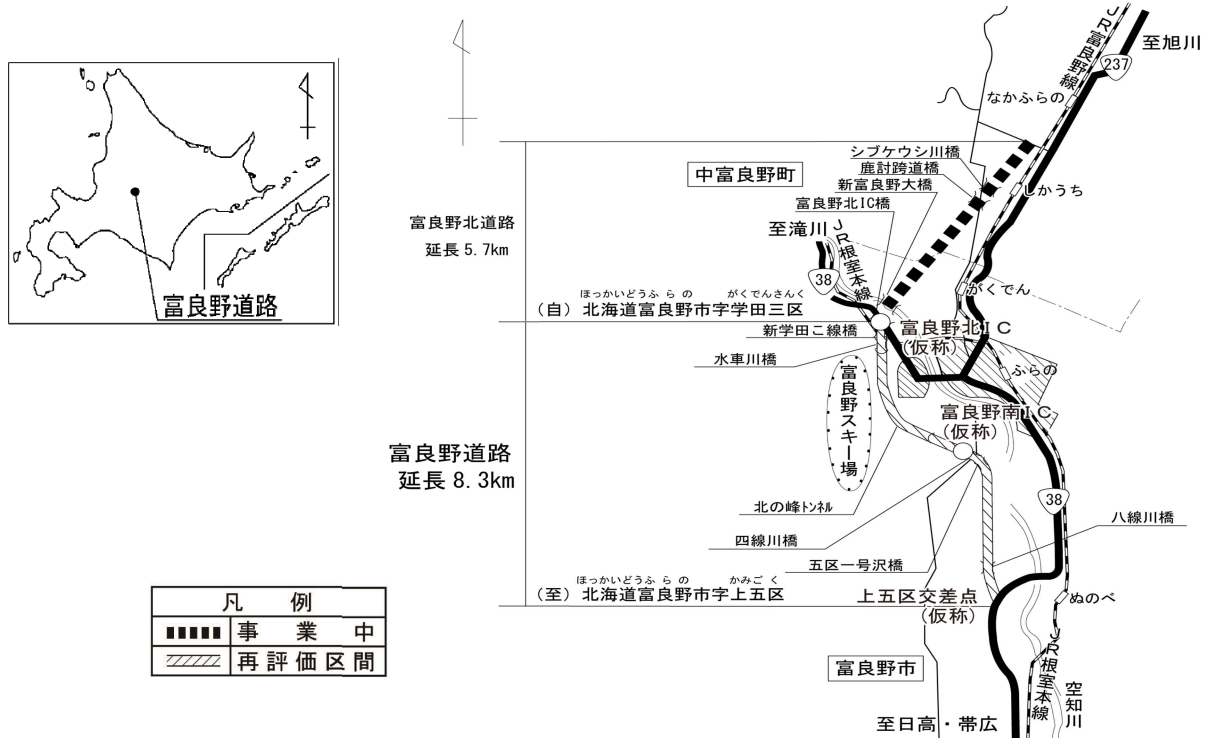 至旭川
JR富良野線
237
なかふらの
シブケウシ川橋
鹿討跨道橋
新富良野大橋
富良野北IC橋
中富良野町
しかうち
富良野北道路
延長 5.7km
至滝川
JR根室本線
38
がくでん
ほっかいどうふらの がくでんさんく
(自) 北海道富良野市字学田三区
富良野北IC
(仮称)
新学田こ線橋
水車川橋
富良野スキー場
ふらの
富良野南IC
(仮称)
富良野道路
富良野道路
延長 8.3km
38
北の峰トンネル
八線川橋
四線川橋
五区一号沢橋
ほっかいどうふらの かみごく
(至) 北海道富良野市字上五区
上五区交差点
(仮称)
ぬのべ
凡例
事業中
再評価区間
富良野市
JR根室本線
空知川
至日高・帯広